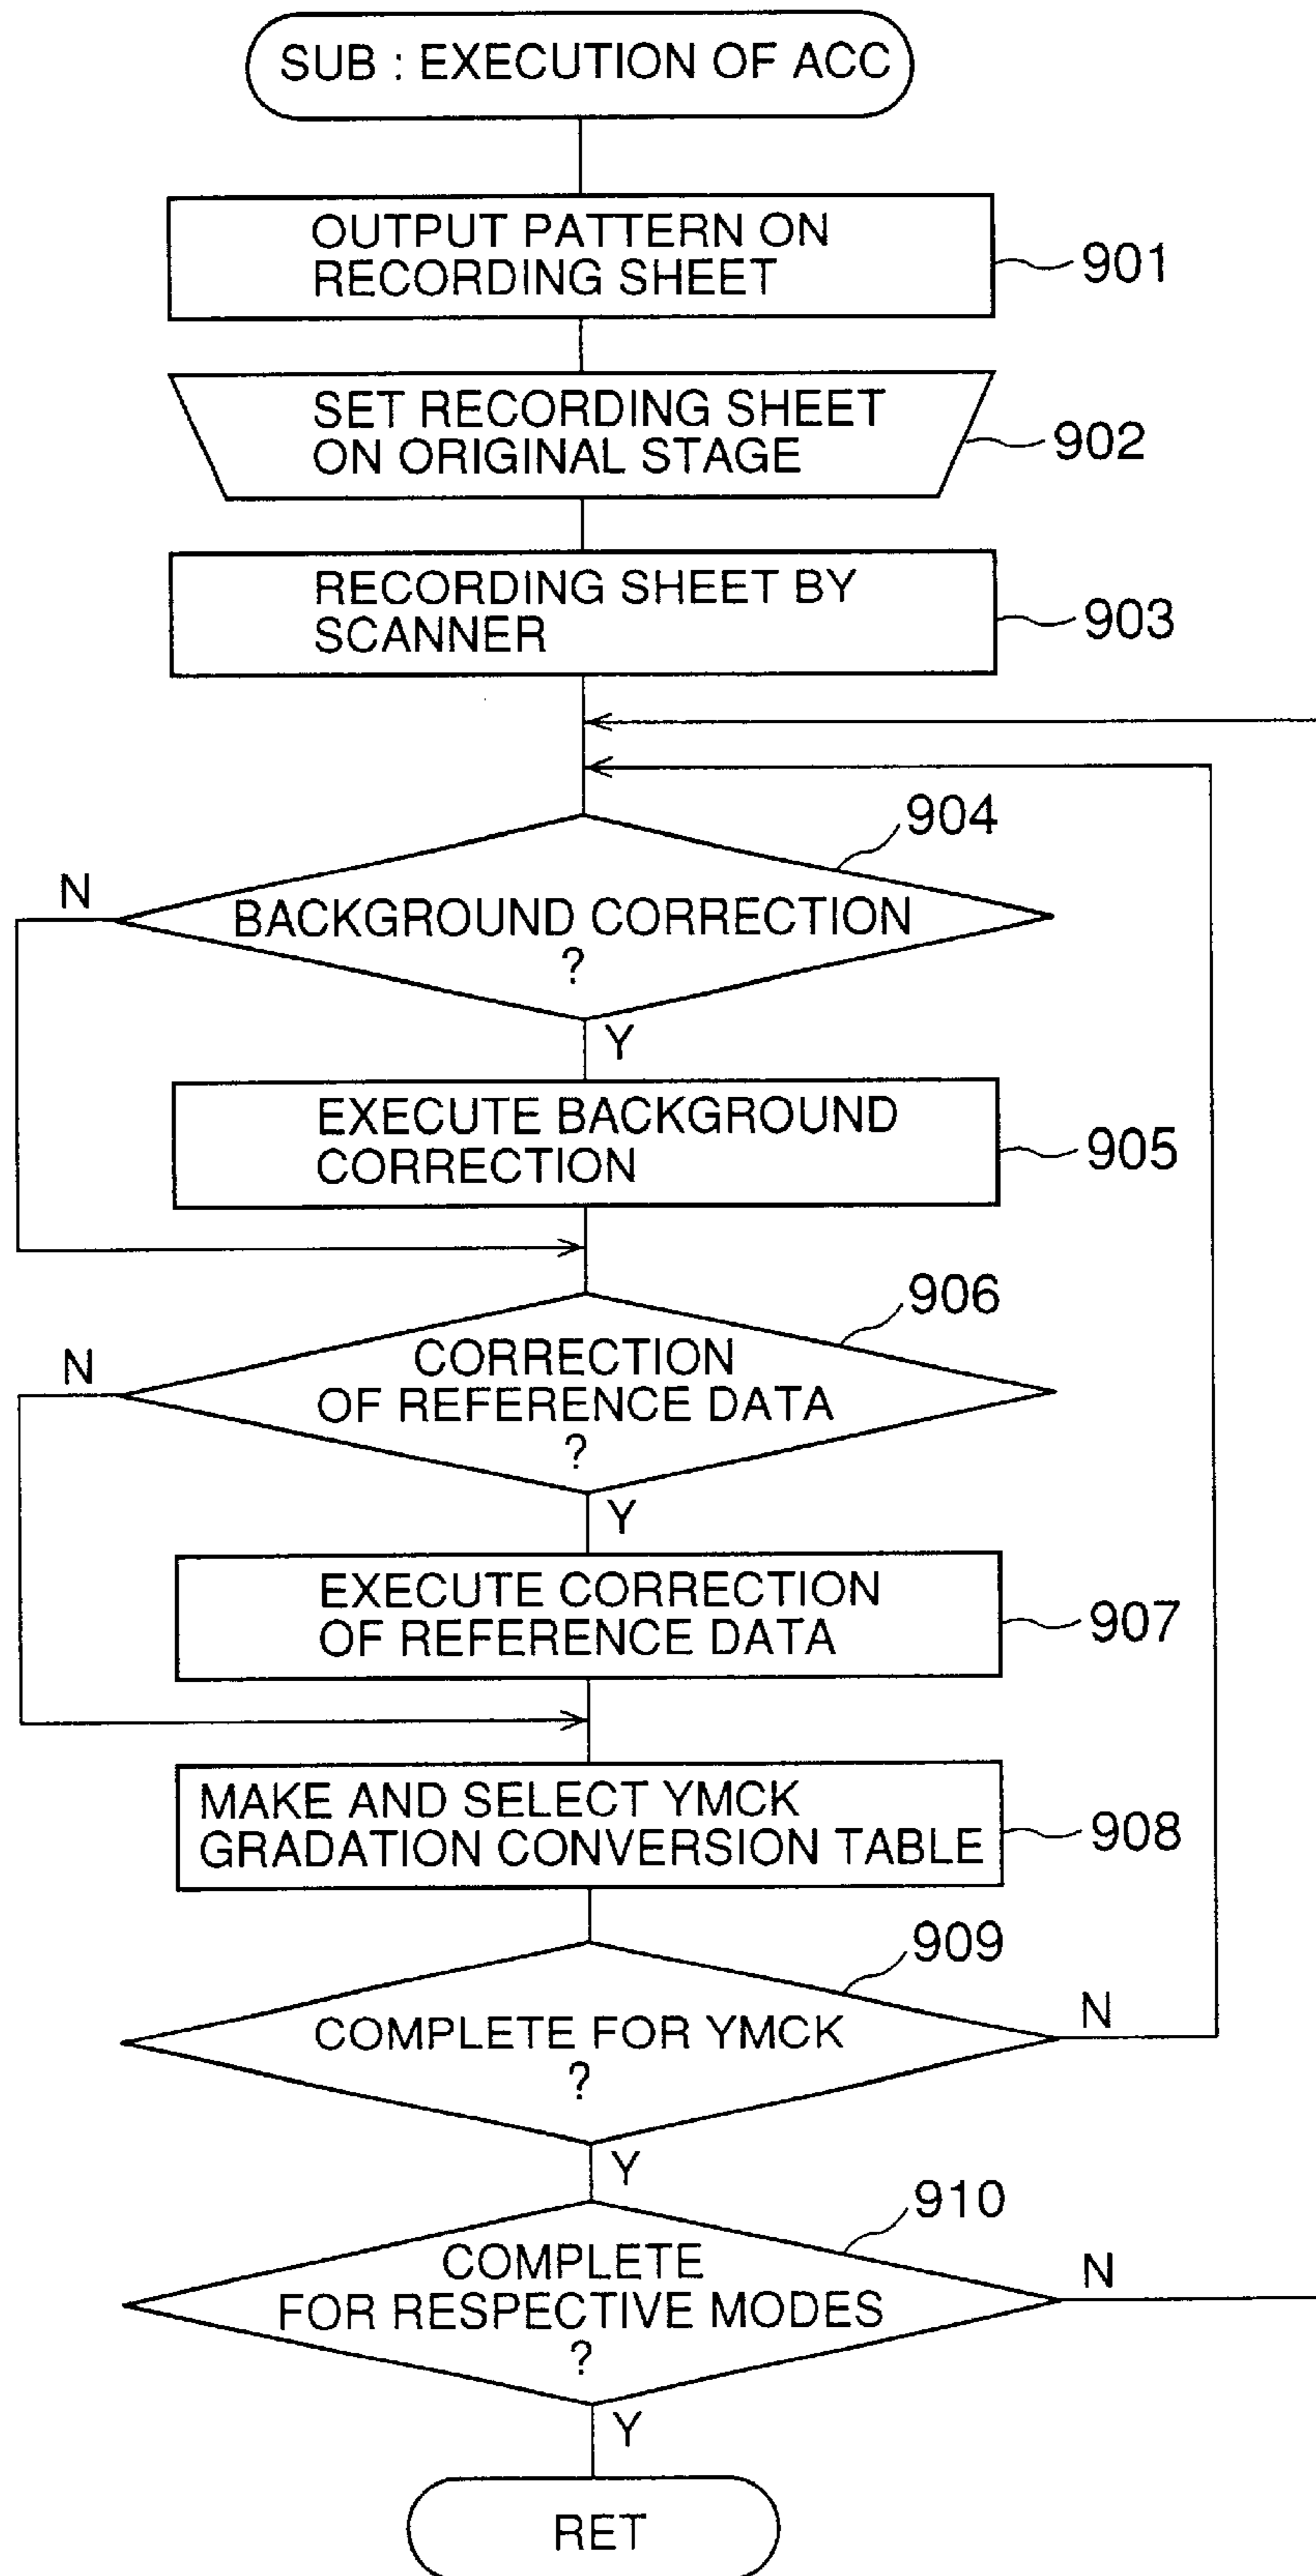 SUB : EXECUTION OF ACC
OUTPUT PATTERN ON
RECORDING SHEET
901
SET RECORDING SHEET
ON ORIGINAL STAGE
902
RECORDING SHEET BY
SCANNER
903
904
N
BACKGROUND CORRECTION
?
Y
EXECUTE BACKGROUND
CORRECTION
905
906
N
CORRECTION
OF REFERENCE DATA
?
Y
EXECUTE CORRECTION
OF REFERENCE DATA
907
MAKE AND SELECT YMCK
GRADATION CONVERSION TABLE
908
909
COMPLETE FOR YMCK
?
N
Y
910
COMPLETE
FOR RESPECTIVE MODES
?
N
Y
RET